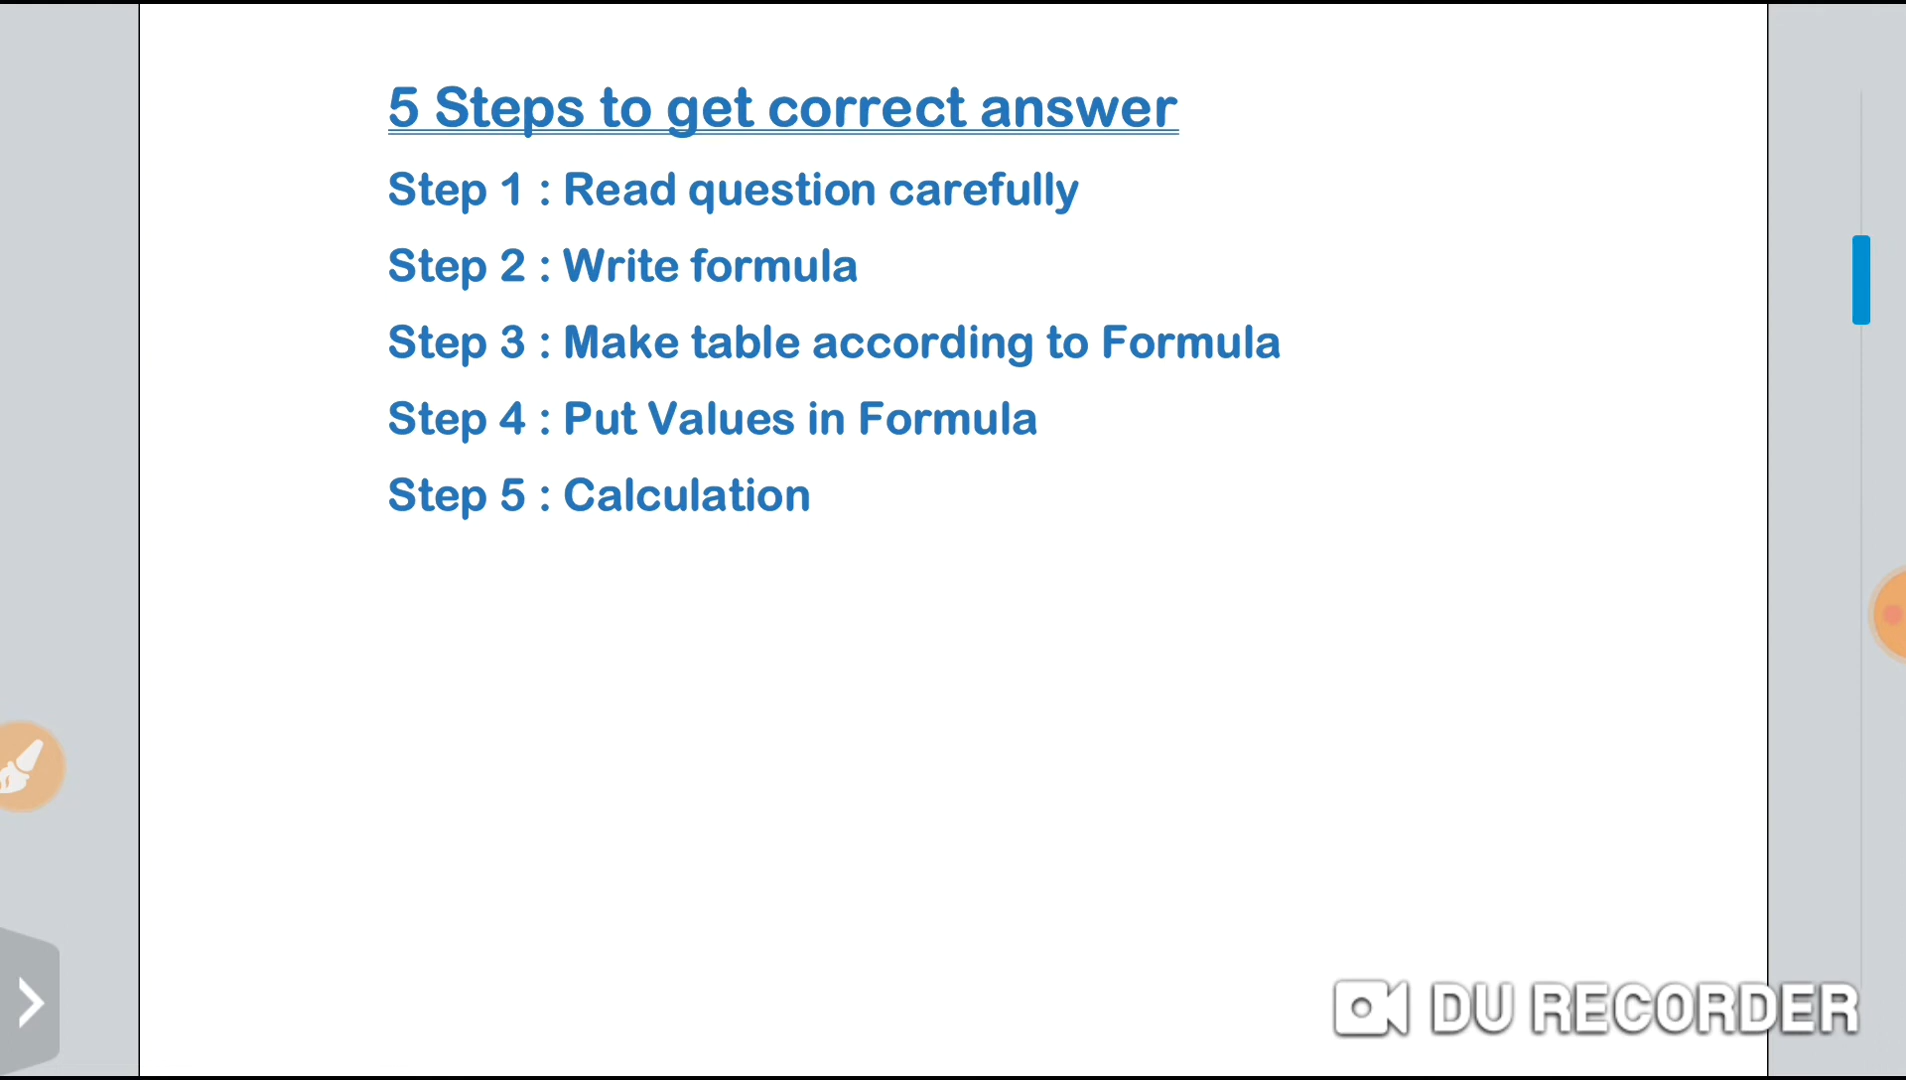 5 Steps to get correct answer
Step 1 : Read question carefully
Step 2 : Write formula
Step 3 : Make table according to Formula
Step 4 : Put Values in Formula
Step 5 : Calculation
DU RECORDER